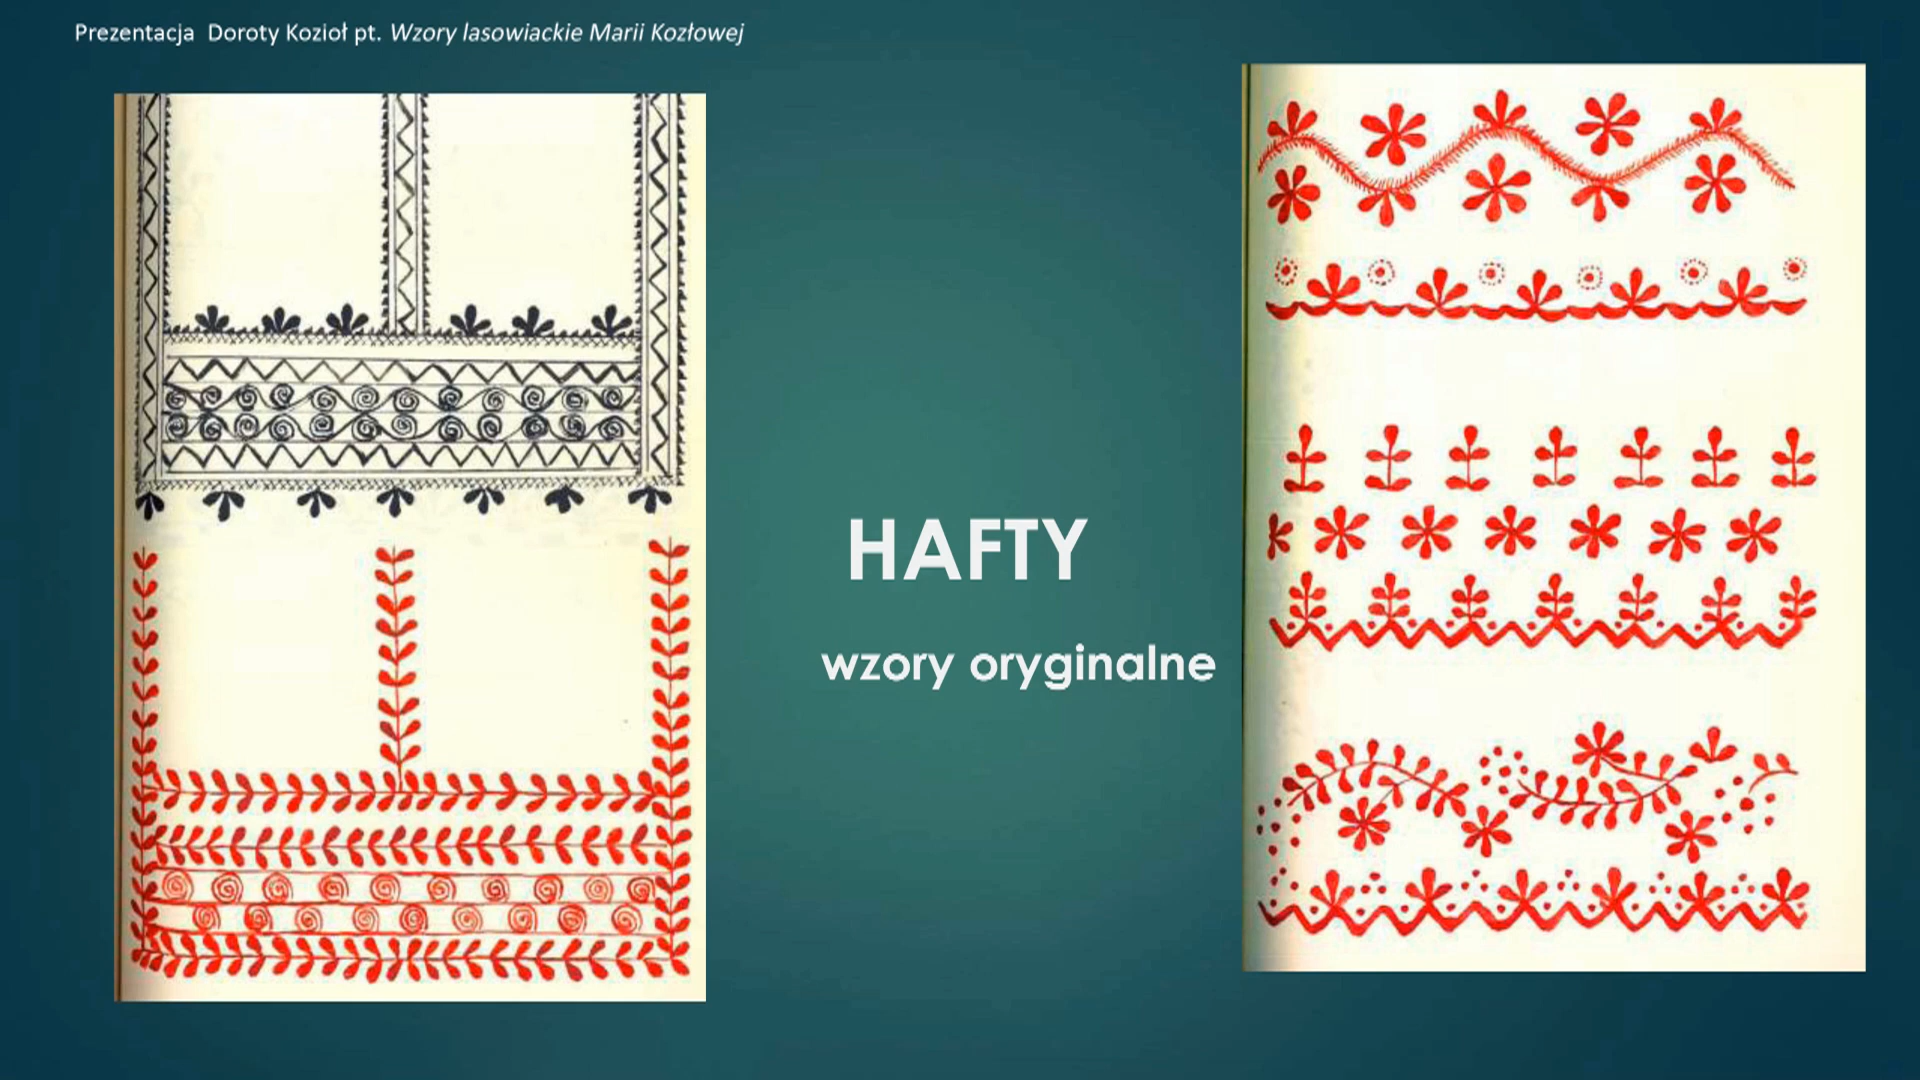 Prezentacja Doroty Kozioł pt. Wzory lasowiackie Marii Kozłowej
HAFTY
wzory oryginalne